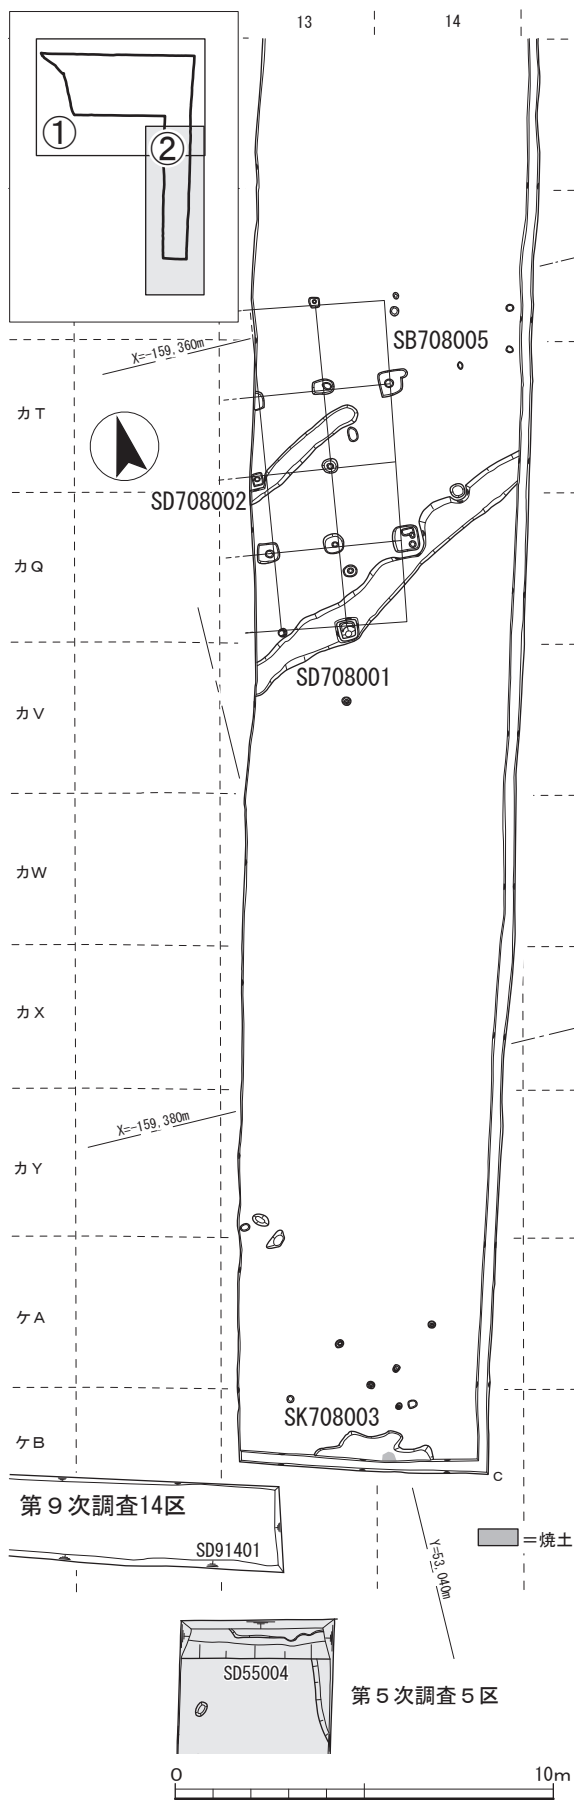 13
14
①
②
X=-159,360m
SB708005
カT
SD708002
カQ
SD708001
カV
カW
カX
X=-159,380m
カY
ケA
SK708003
ケB
C
第9次調査14区
SD91401
=焼土
Y=53,040m
SD55004
第5次調査5区
0
10m